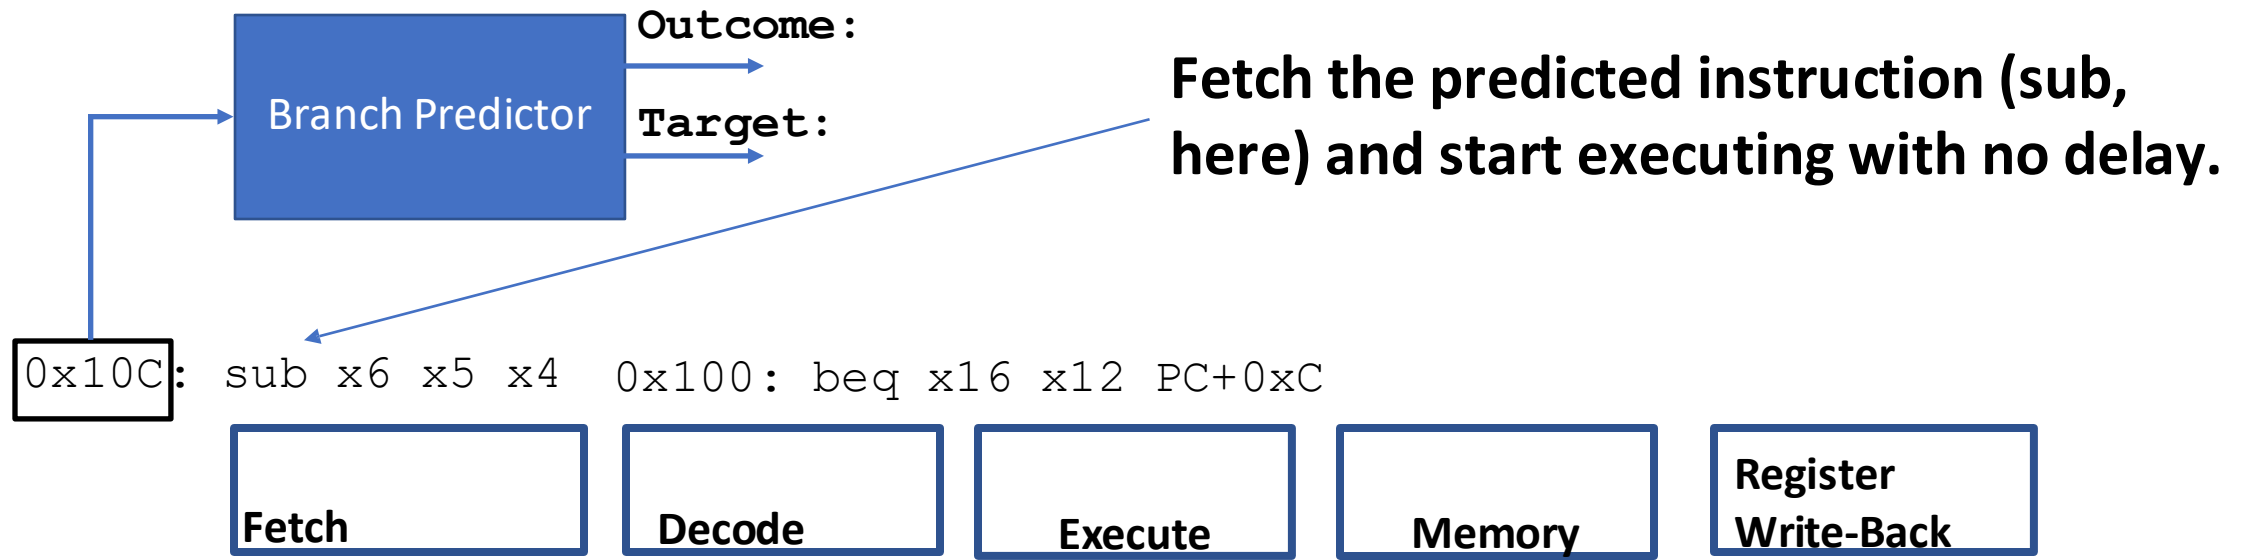 Outcome:
Branch Predictor
Target:
Fetch the predicted instruction (sub,
here) and start executing with no delay.
0x10C: sub x6 x5 x4
0x100: beq x16 x12 PC+0xC
Fetch
Decode
Execute
Memory
Register
Write-Back